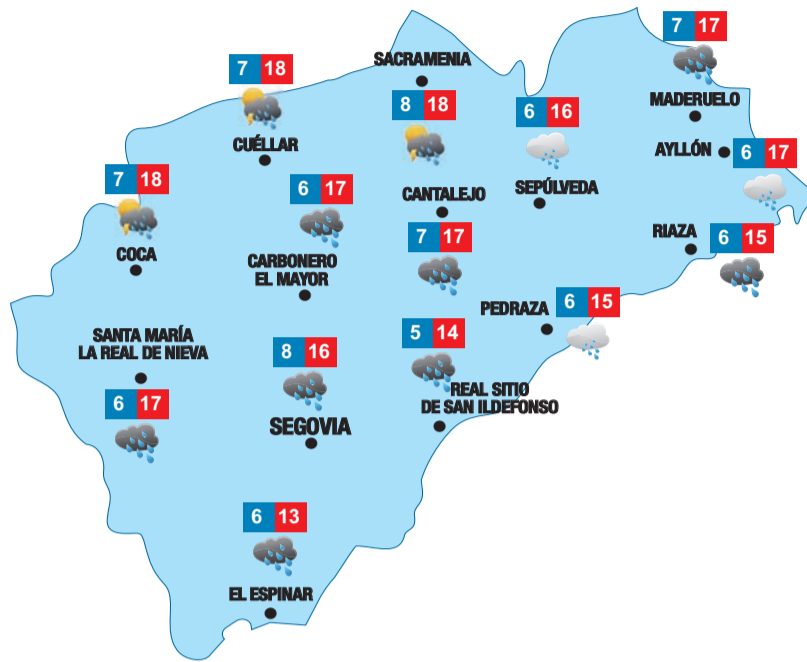 7 17
MADERUELO
SACRAMENIA
7 18
CUÉLLAR
8 18
6 16
SEPÚLVEDA
AYLLÓN
6 17
7 18
COCA
6 17
CARBONERO
EL MAYOR
CANTALEJO
7 17
RIAZA
6 15
PEDRAZA
6 15
SANTA MARÍA
LA REAL DE NIEVA
6 17
8 16
SEGOVIA
5 14
REAL SITIO
DE SAN ILDEFONSO
6 13
EL ESPINAR